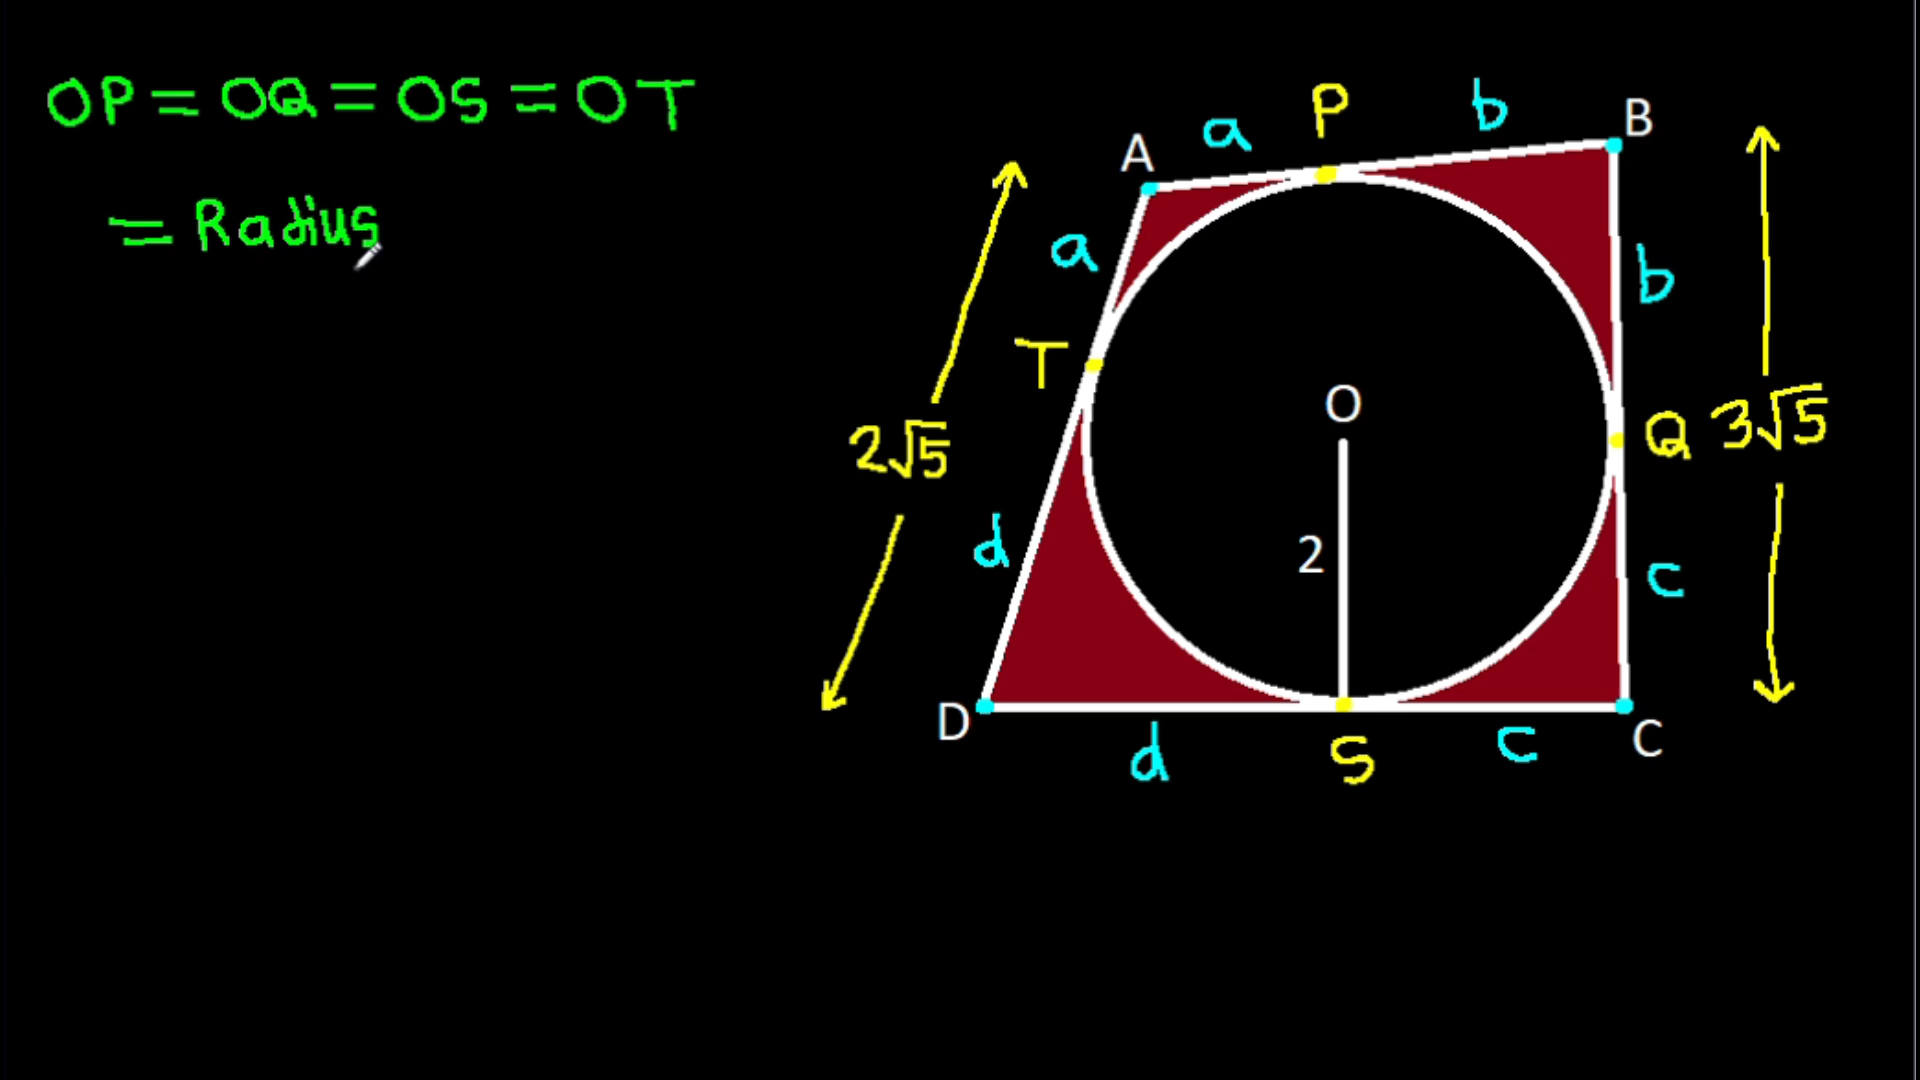 OP = OQ = OS = OT
= Radius
P
b
B
a
A
a
b
T
O
2√5
Q
3√5
d
2
c
D
C
d
S
c